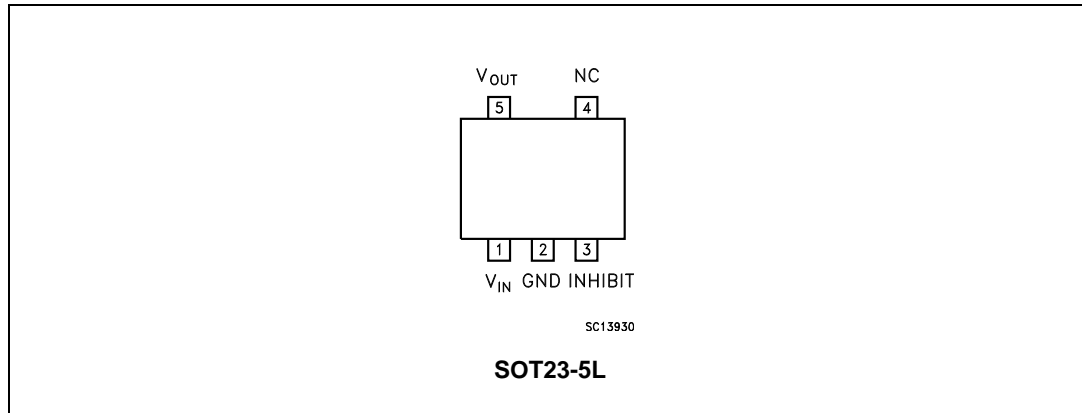 VOUT NC
5 4
1 2 3
VIN GND INHIBIT
SC13930
SOT23-5L